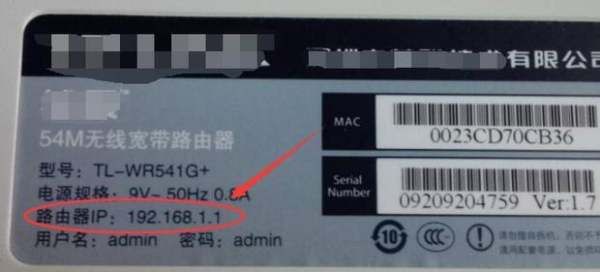 有限公司
54M无线宽带路由器
型号：TL-WR541G+
电源规格：9V~50Hz 0.8A
路由器IP：192.168.1.1
用户名：admin 密码：admin
MAC
0023CD70CB36
Serial
Number
09209204759 Ver:1.7
10
CCC